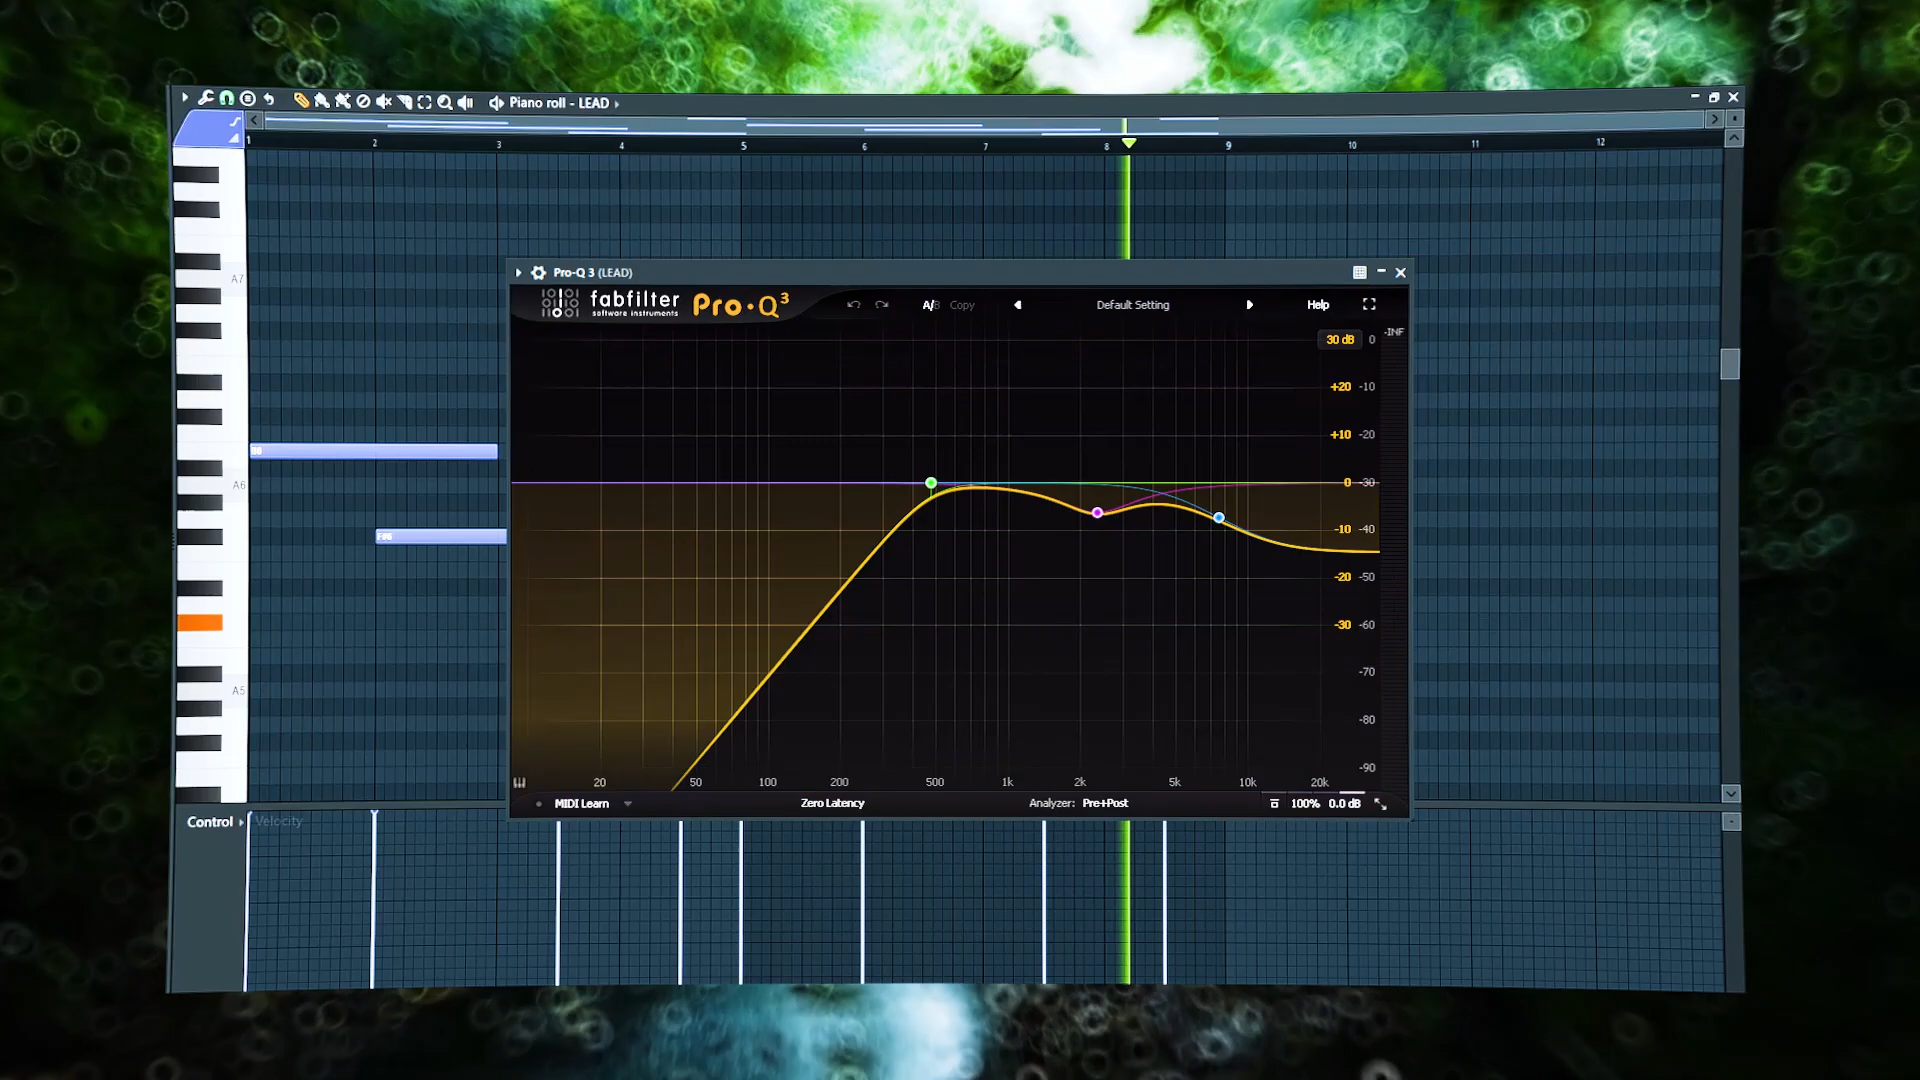 Piano roll - LEAD
1 2 3 4 5 6 7 8 9 10 11 12
A7
A6
F#6
A5
Pro-Q 3 (LEAD)
fabfilter
software instruments
Pro·Q3
A/B Copy
Default Setting
Help
30 dB 0 -INF
+20 -10
+10 -20
0 -30
-10 -40
-20 -50
-30 -60
-70
-80
-90
20 50 100 200 500 1k 2k 5k 10k 20k
MIDI Learn
Zero Latency
Analyzer: Pre+Post
100% 0.0 dB
Control
Velocity